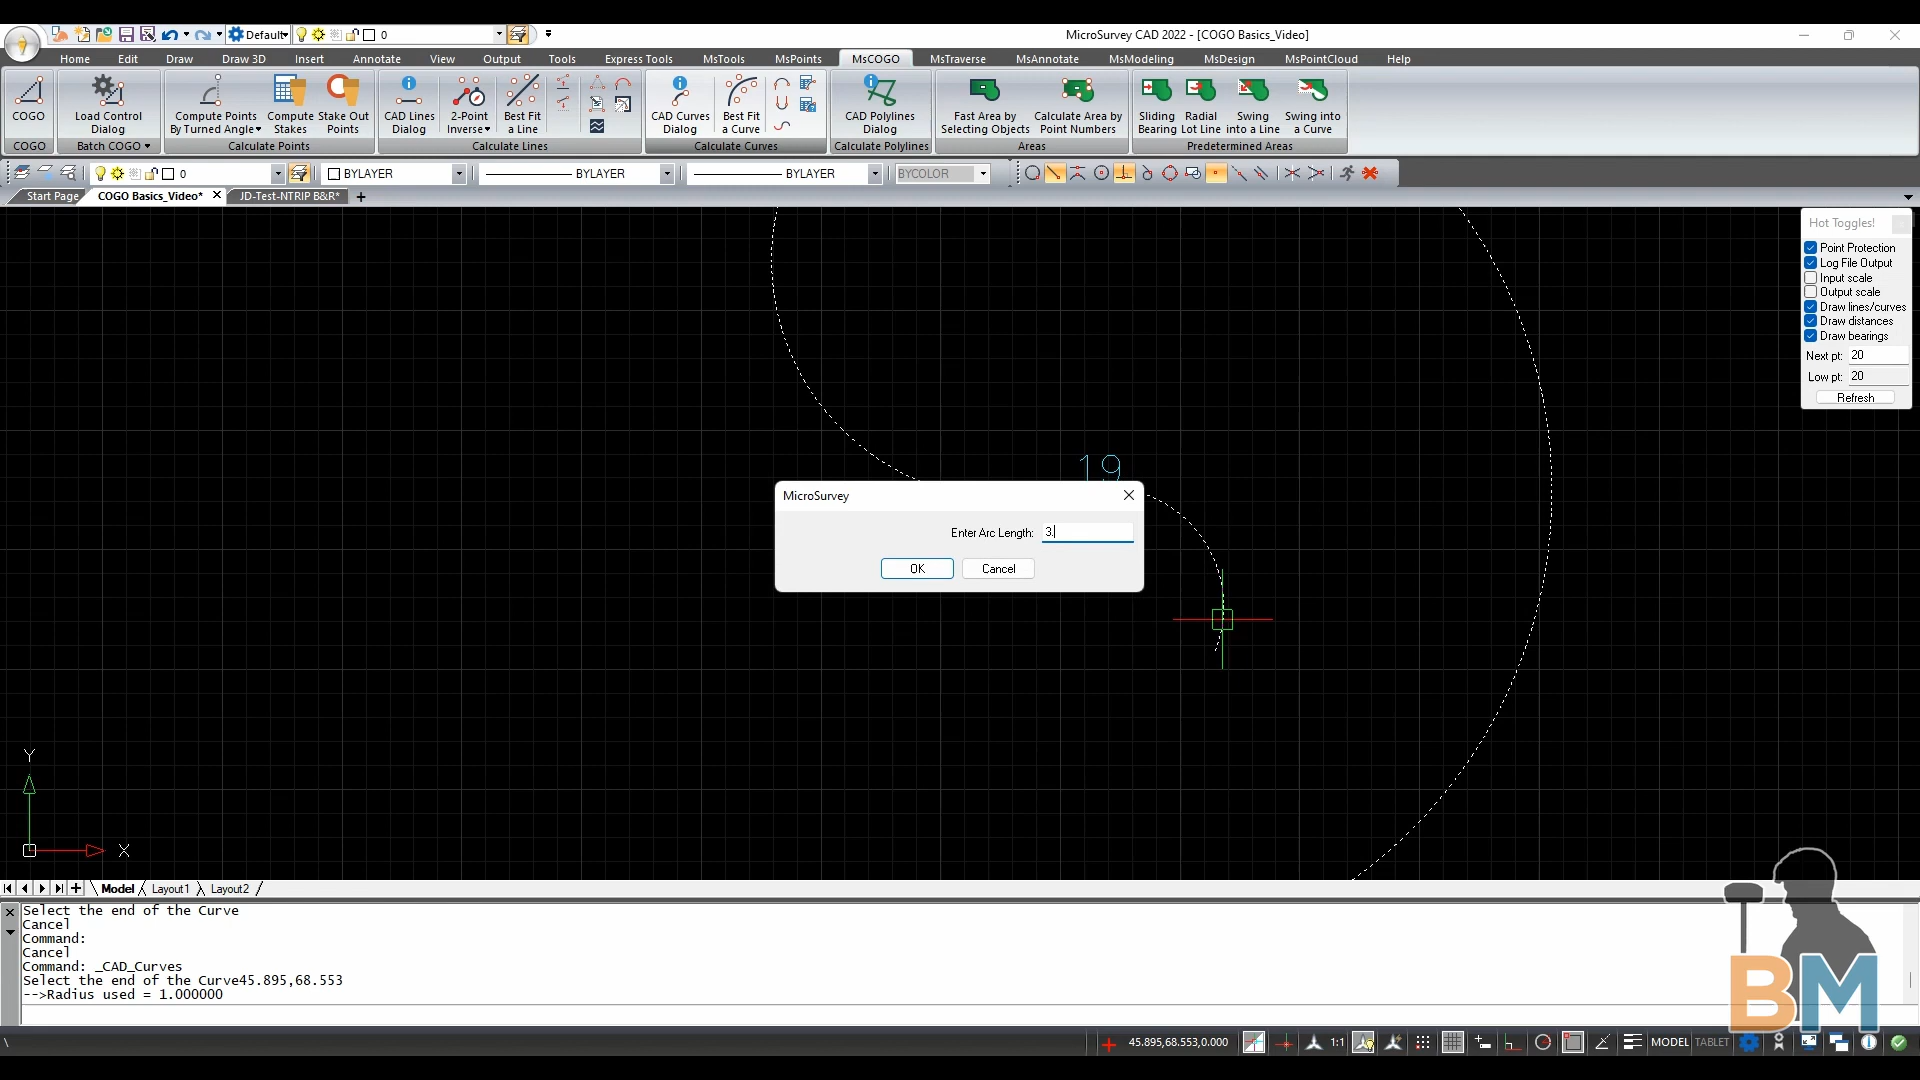 Default
0
MicroSurvey CAD 2022 - [COGO Basics_Video]
Home Edit Draw Draw 3D Insert Annotate View Output Tools Express Tools MsTools MsPoints MsCOGO MsTraverse MsAnnotate MsModeling MsDesign MsPointCloud Help
COGO
Load Control Dialog
Compute Points By Turned Angle
Compute Stakes
Stake Out Points
CAD Lines Dialog
2-Point Inverse
Best Fit a Line
CAD Curves Dialog
Best Fit a Curve
CAD Polylines Dialog
Fast Area by Selecting Objects
Calculate Area by Point Numbers
Sliding Bearing
Radial Lot Line
Swing into a Line
Swing into a Curve
COGO Batch COGO Calculate Points Calculate Lines Calculate Curves Calculate Polylines Areas Predetermined Areas
0 BYLAYER BYLAYER BYLAYER BYCOLOR
Start Page COGO Basics_Video* JD-Test-NTRIP B&R*
Hot Toggles!
Point Protection
Log File Output
Input scale
Output scale
Draw lines/curves
Draw distances
Draw bearings
Next pt: 20
Low pt: 20
Refresh
19
MicroSurvey
Enter Arc Length: 3.
OK Cancel
Y
X
Model Layout1 Layout2
Select the end of the Curve
Cancel
Command:
Cancel
Command: _CAD_Curves
Select the end of the Curve45.895,68.553
-->Radius used = 1.000000
BM
\
45.895,68.553,0.000 1:1 MODEL TABLET